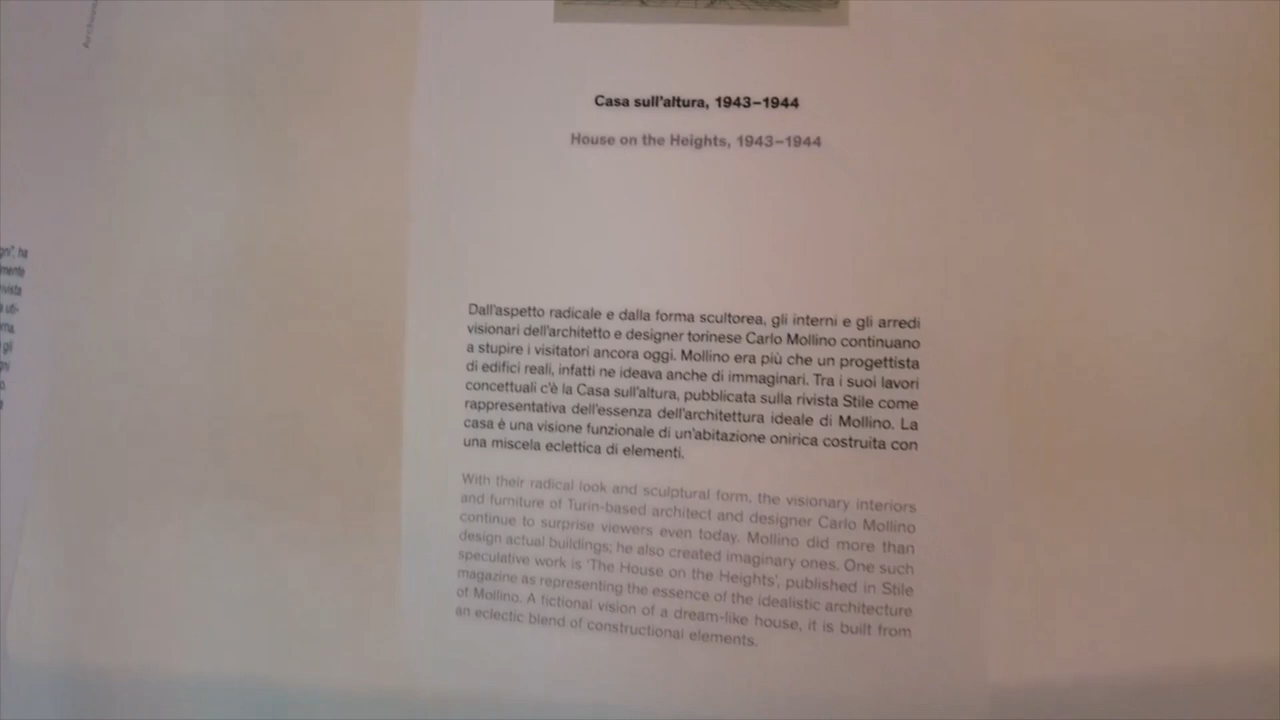 Casa sull'altura, 1943–1944
House on the Heights, 1943–1944
Dall'aspetto radicale e dalla forma scultorea, gli interni e gli arredi
visionari dell'architetto e designer torinese Carlo Mollino continuano
a stupire i visitatori ancora oggi. Mollino era più che un progettista
di edifici reali, infatti ne ideava anche di immaginari. Tra i suoi lavori
concettuali c'è la Casa sull'altura, pubblicata sulla rivista Stile come
rappresentativa dell'essenza dell'architettura ideale di Mollino. La
casa è una visione funzionale di un'abitazione onirica costruita con
una miscela eclettica di elementi.
With their radical look and sculptural form, the visionary interiors
and furniture of Turin-based architect and designer Carlo Mollino
continue to surprise viewers even today. Mollino did more than
design actual buildings; he also created imaginary ones. One such
speculative work is 'The House on the Heights', published in Stile
magazine as representing the essence of the idealistic architecture
of Mollino. A fictional vision of a dream-like house, it is built from
an eclectic blend of constructional elements.